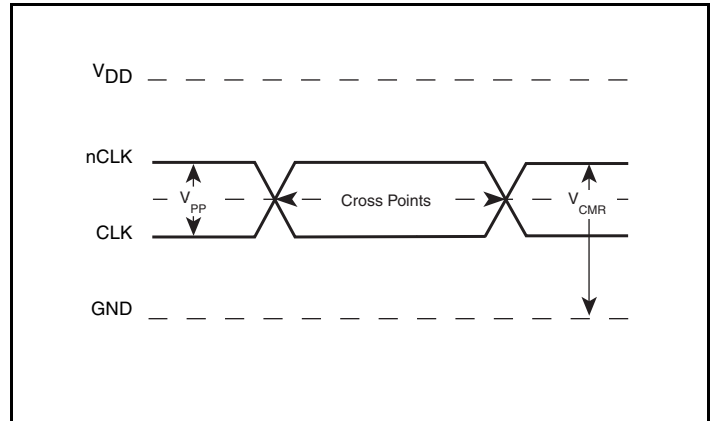 VDD
nCLK
VPP
Cross Points
VCMR
CLK
GND